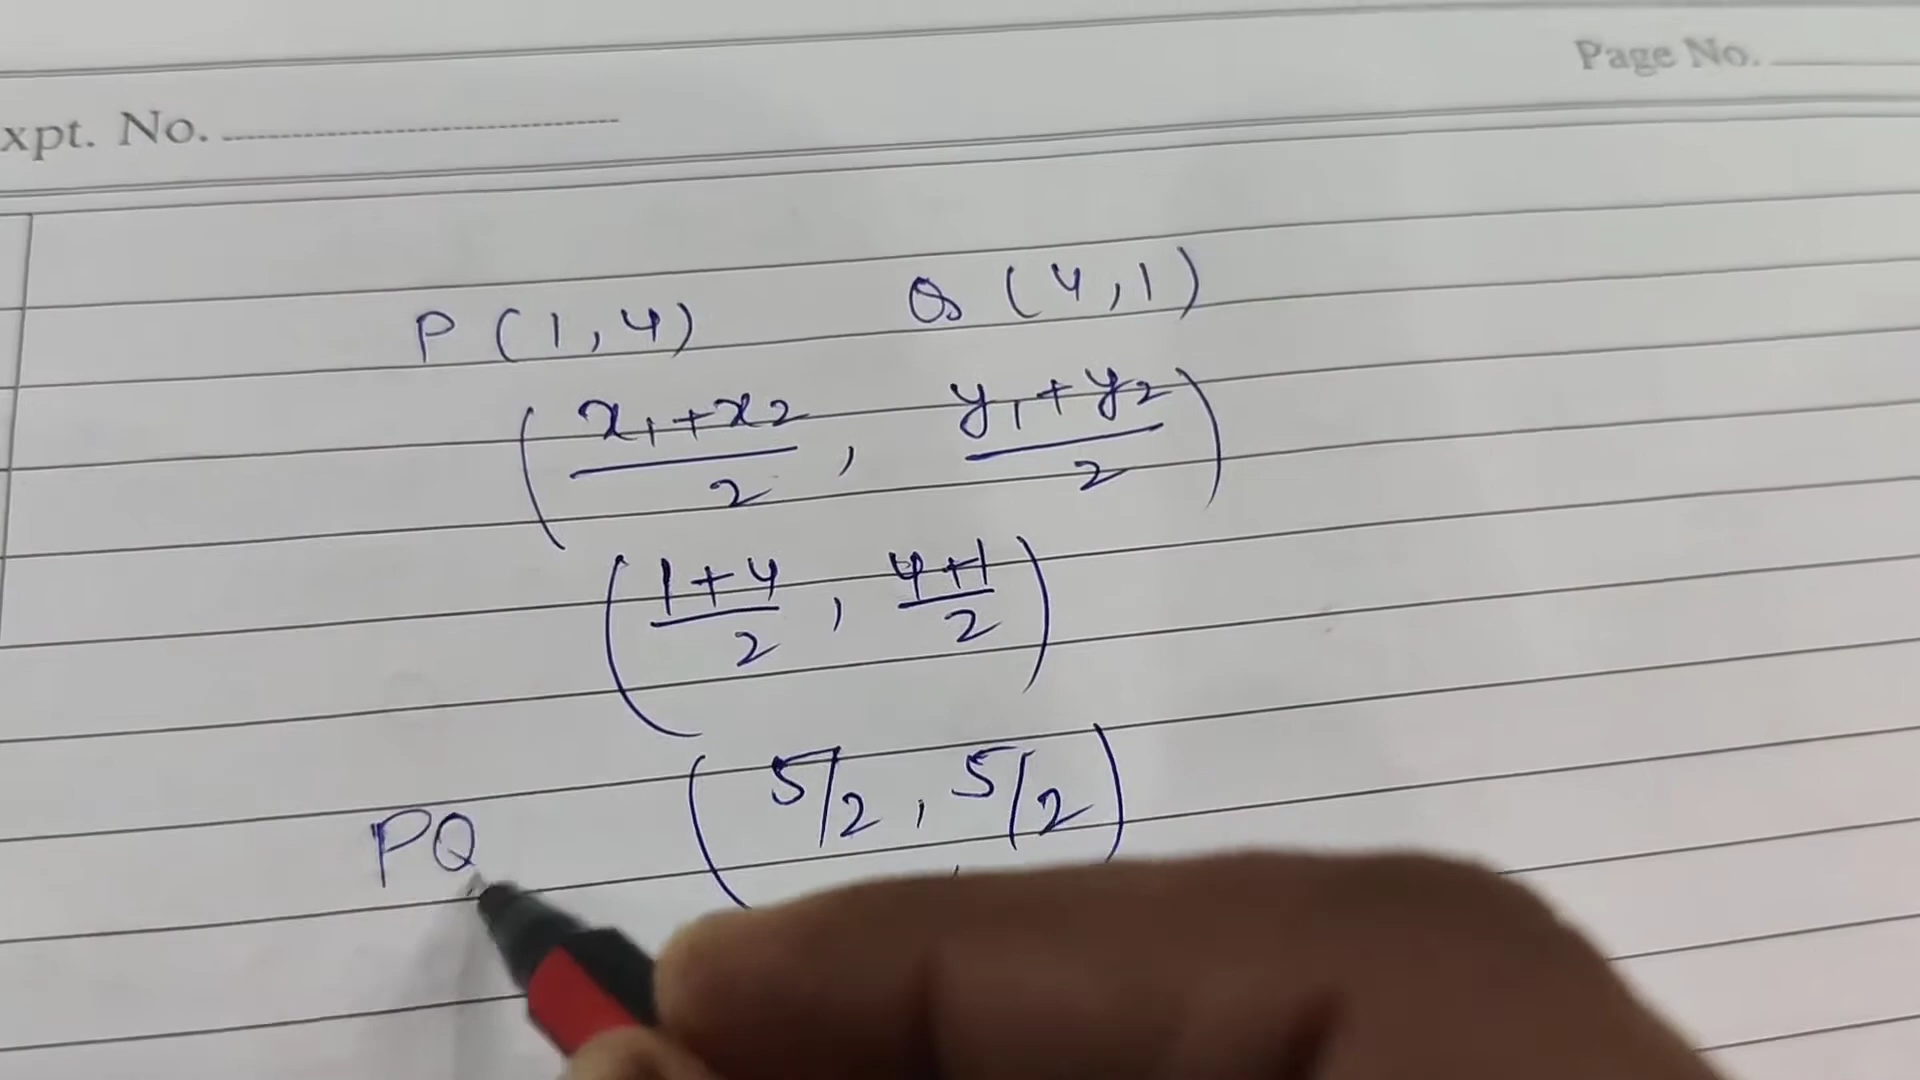 Page No.
xpt. No.
P (1,4) Q (4,1)
( x₁+x₂/2 , y₁+y₂/2 )
( 1+4/2 , 4+1/2 )
( 5/2 , 5/2 )
PQ